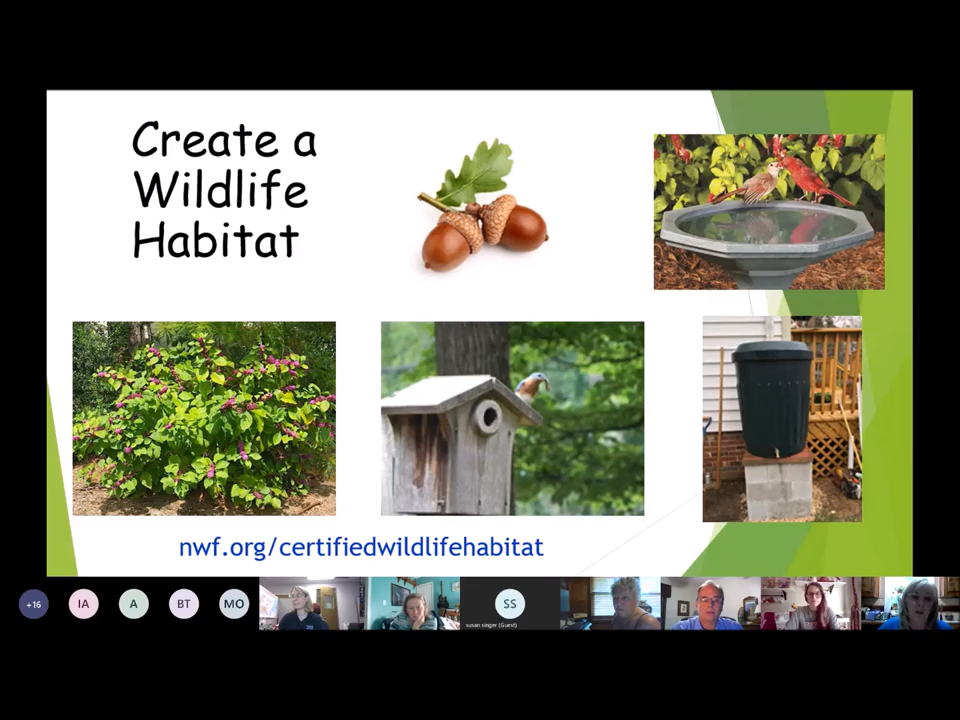 Create a
Wildlife
Habitat
nwf.org/certifiedwildlifehabitat
+16
IA
A
BT
MO
SS
susan singer (Guest)